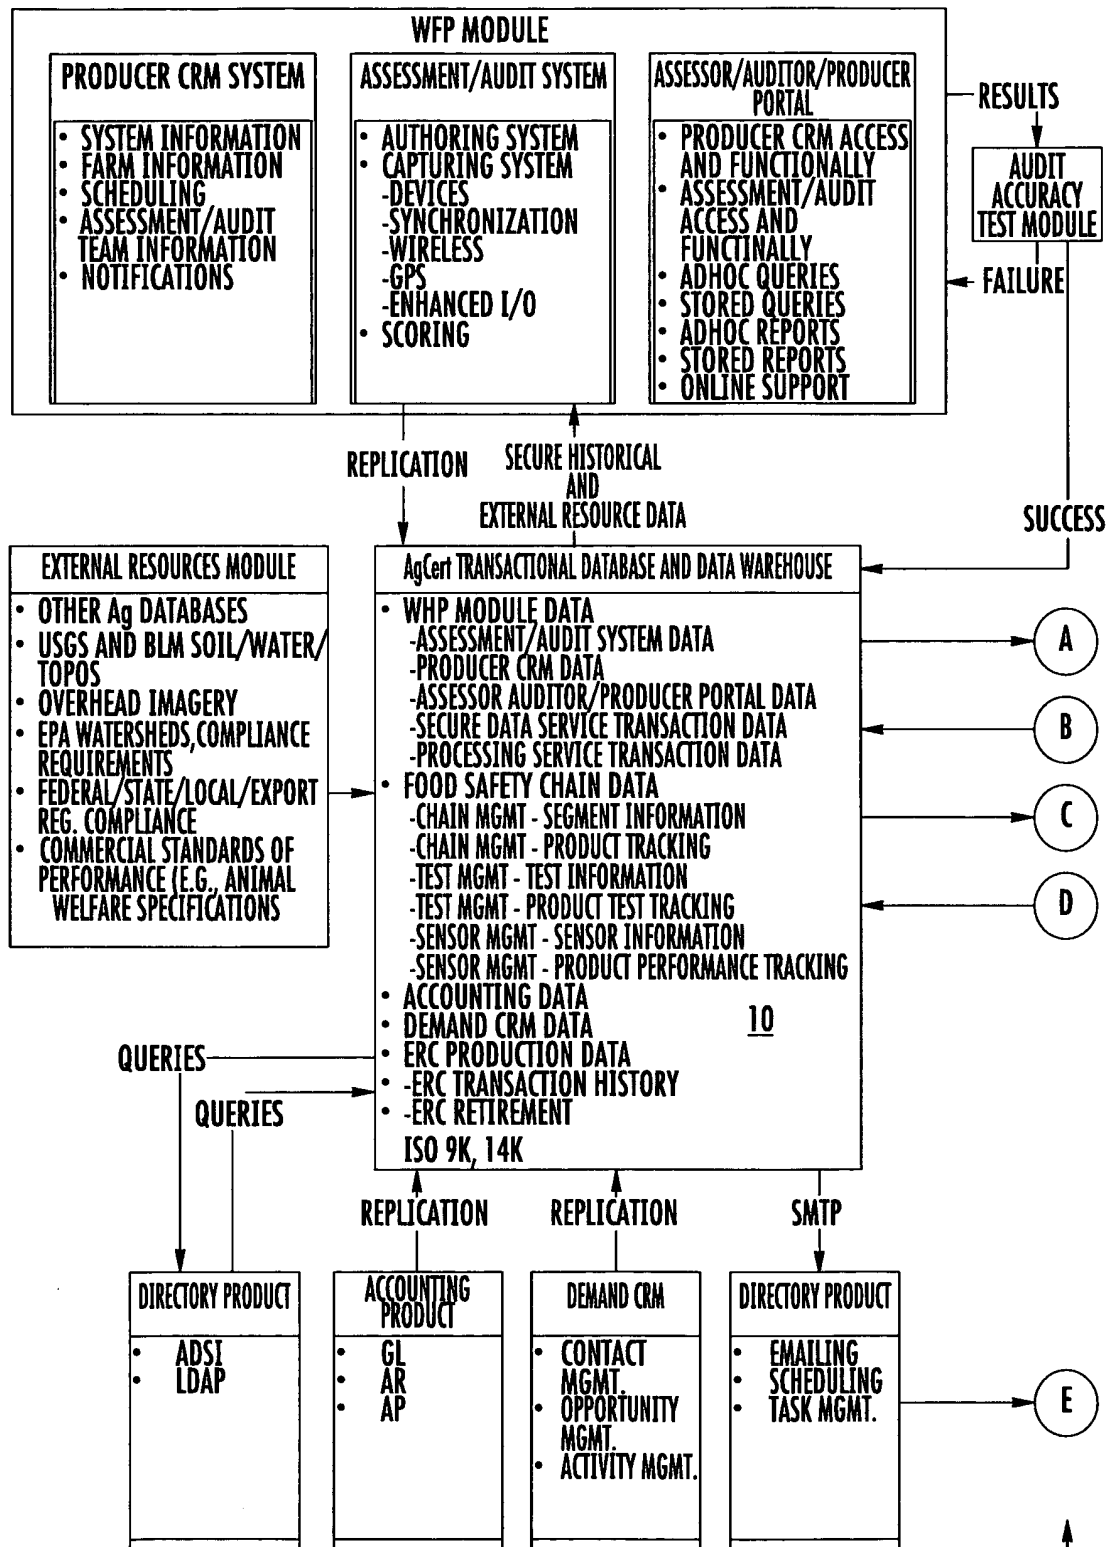 WFP MODULE
PRODUCER CRM SYSTEM
• SYSTEM INFORMATION
• FARM INFORMATION
• SCHEDULING
• ASSESSMENT/AUDIT
TEAM INFORMATION
• NOTIFICATIONS
ASSESSMENT/AUDIT SYSTEM
• AUTHORING SYSTEM
• CAPTURING SYSTEM
-DEVICES
-SYNCHRONIZATION
-WIRELESS
-GPS
-ENHANCED I/O
• SCORING
ASSESSOR/AUDITOR/PRODUCER
PORTAL
• PRODUCER CRM ACCESS
AND FUNCTIONALLY
• ASSESSMENT/AUDIT
ACCESS AND
FUNCTINALLY
• ADHOC QUERIES
• STORED QUERIES
• ADHOC REPORTS
• STORED REPORTS
• ONLINE SUPPORT
RESULTS
AUDIT
ACCURACY
TEST MODULE
FAILURE
SUCCESS
REPLICATION
SECURE HISTORICAL
AND
EXTERNAL RESOURCE DATA
EXTERNAL RESOURCES MODULE
• OTHER Ag DATABASES
• USGS AND BLM SOIL/WATER/
TOPOS
• OVERHEAD IMAGERY
• EPA WATERSHEDS,COMPLIANCE
REQUIREMENTS
• FEDERAL/STATE/LOCAL/EXPORT
REG. COMPLIANCE
• COMMERCIAL STANDARDS OF
PERFORMANCE (E.G., ANIMAL
WELFARE SPECIFICATIONS
AgCert TRANSACTIONAL DATABASE AND DATA WAREHOUSE
• WHP MODULE DATA
-ASSESSMENT/AUDIT SYSTEM DATA
-PRODUCER CRM DATA
-ASSESSOR AUDITOR/PRODUCER PORTAL DATA
-SECURE DATA SERVICE TRANSACTION DATA
-PROCESSING SERVICE TRANSACTION DATA
• FOOD SAFETY CHAIN DATA
-CHAIN MGMT - SEGMENT INFORMATION
-CHAIN MGMT - PRODUCT TRACKING
-TEST MGMT - TEST INFORMATION
-TEST MGMT - PRODUCT TEST TRACKING
-SENSOR MGMT - SENSOR INFORMATION
-SENSOR MGMT - PRODUCT PERFORMANCE TRACKING
• ACCOUNTING DATA
• DEMAND CRM DATA
• ERC PRODUCTION DATA
• -ERC TRANSACTION HISTORY
• -ERC RETIREMENT
ISO 9K, 14K
10
A
B
C
D
QUERIES
QUERIES
REPLICATION
REPLICATION
SMTP
DIRECTORY PRODUCT
• ADSI
• LDAP
ACCOUNTING
PRODUCT
• GL
• AR
• AP
DEMAND CRM
• CONTACT
MGMT.
• OPPORTUNITY
MGMT.
• ACTIVITY MGMT.
DIRECTORY PRODUCT
• EMAILING
• SCHEDULING
• TASK MGMT.
E